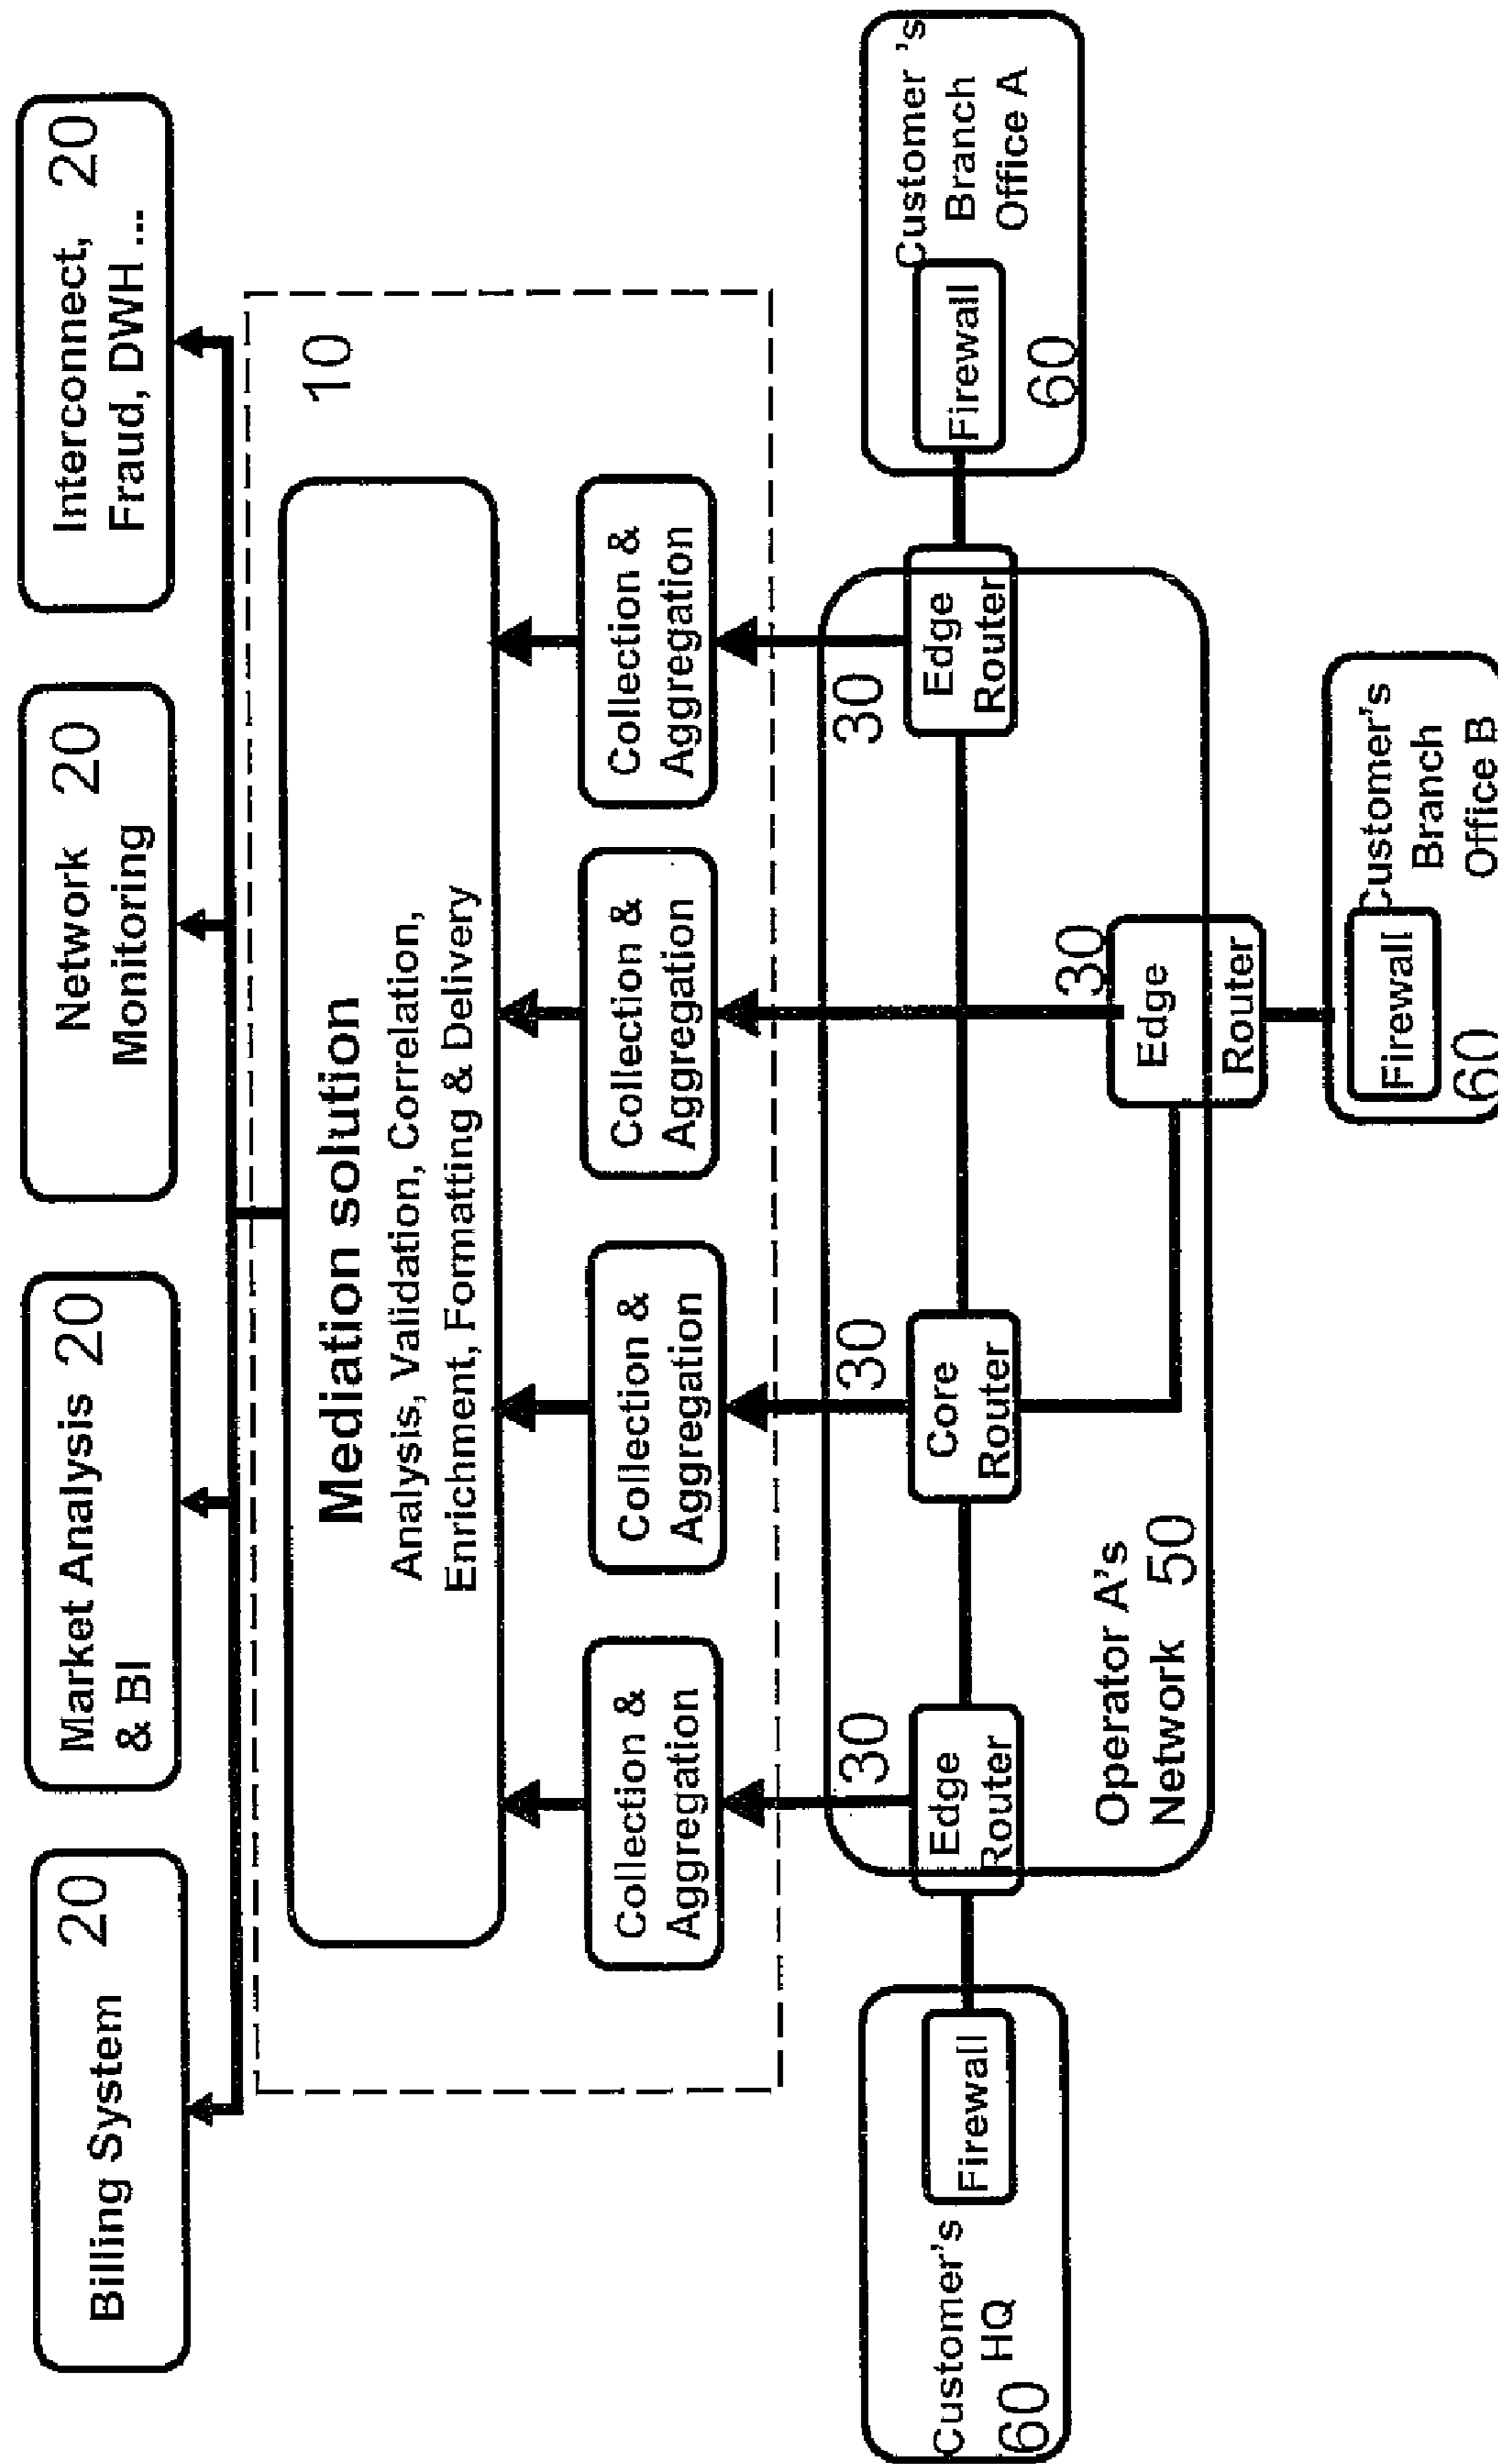 Billing System 20
Market Analysis 20
& BI
Network 20
Monitoring
Interconnect, 20
Fraud, DWH ...
10
Mediation solution
Analysis, Validation, Correlation,
Enrichment, Formatting & Delivery
Collection &
Aggregation
Collection &
Aggregation
Collection &
Aggregation
Collection &
Aggregation
30
30
30
30
Customer's
HQ
60
Firewall
Edge
Router
Core
Router
Edge
Router
Edge
Router
Firewall
60
Customer 's
Branch
Office A
Operator A's
Network 50
Firewall
60
Customer's
Branch
Office B